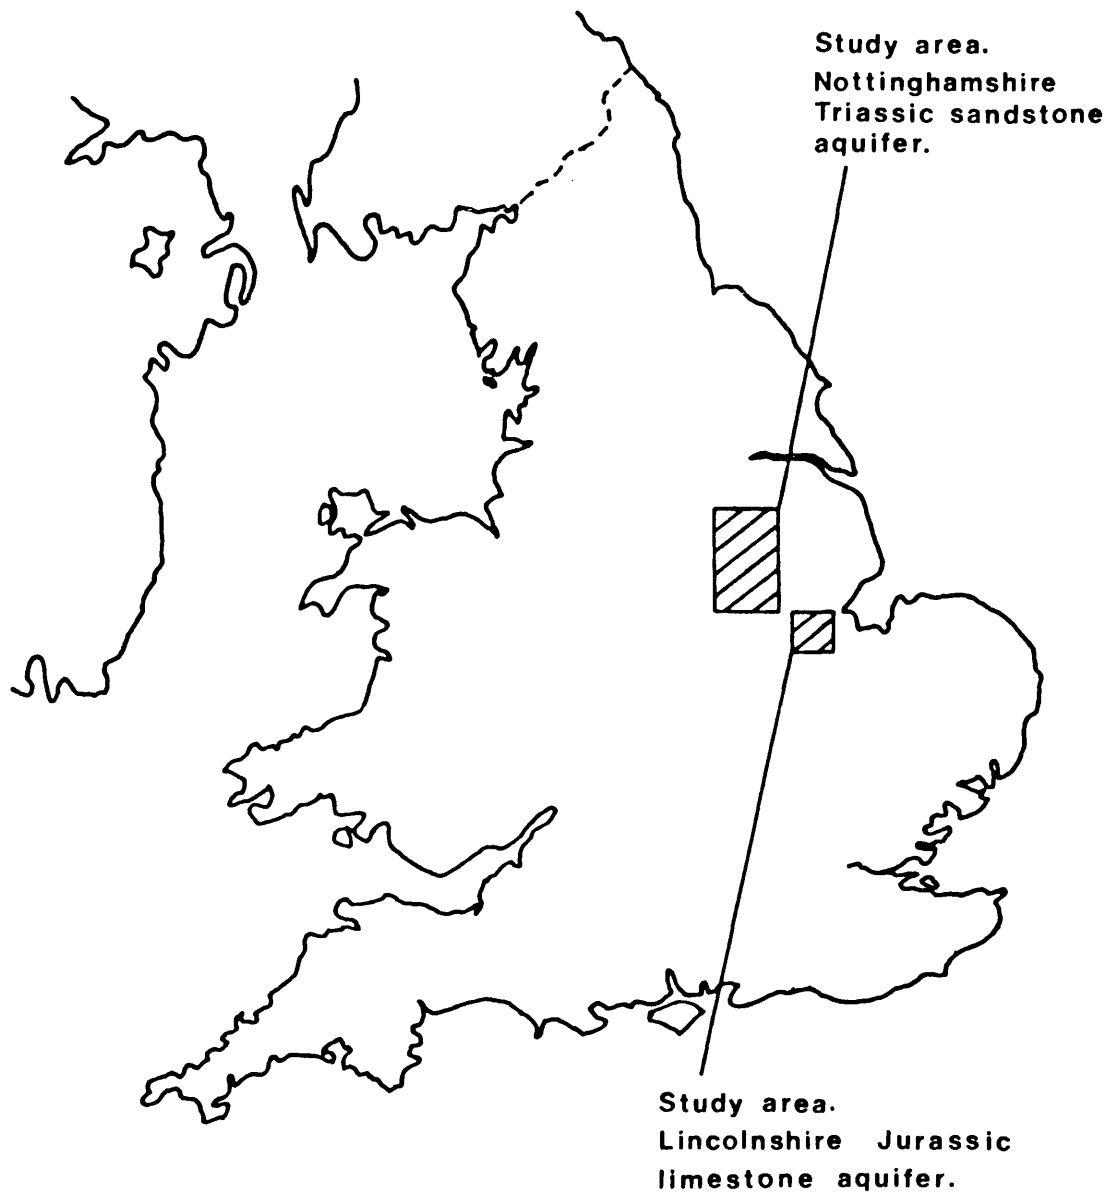 Study area.
Nottinghamshire
Triassic sandstone
aquifer.
Study area.
Lincolnshire Jurassic
limestone aquifer.